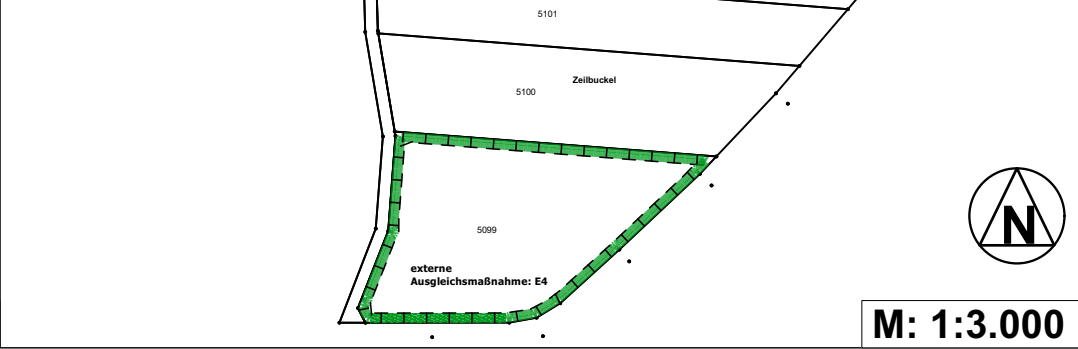 5101
Zeilbuckel
5100
5099
externe
Ausgleichsmaßnahme: E4
N
M: 1:3.000